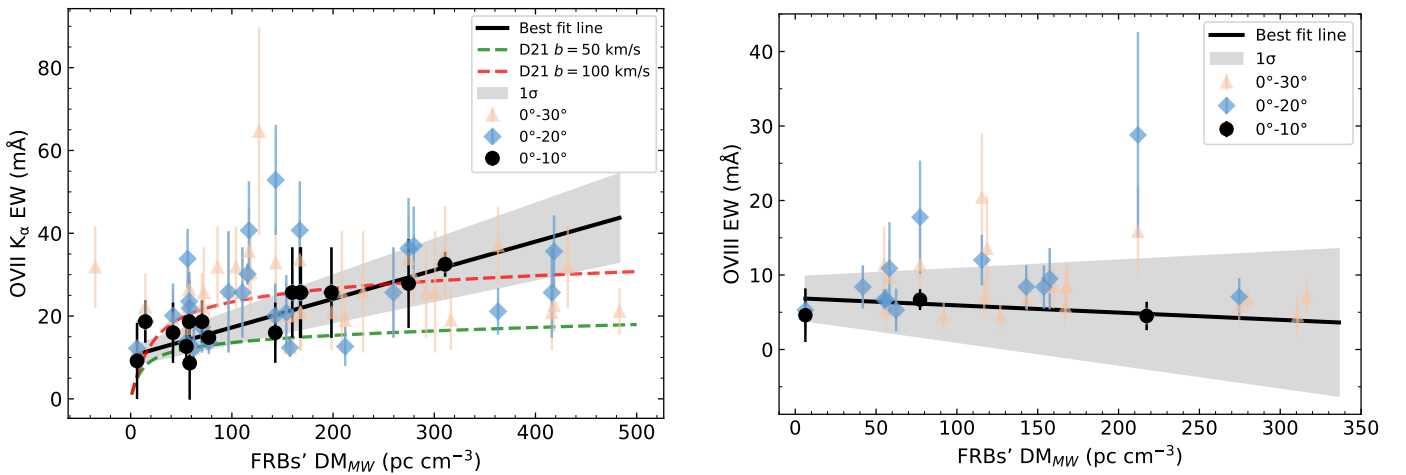 Best fit line
D21 b = 50 km/s
D21 b = 100 km/s
1σ
0°-30°
0°-20°
0°-10°
80
60
40
20
0
OVII Kα EW (mÅ)
0 100 200 300 400 500
FRBs’ DMMW (pc cm−3)
Best fit line
1σ
0°-30°
0°-20°
0°-10°
40
30
20
10
0
OVIII EW (mÅ)
0 50 100 150 200 250 300 350
FRBs’ DMMW (pc cm−3)